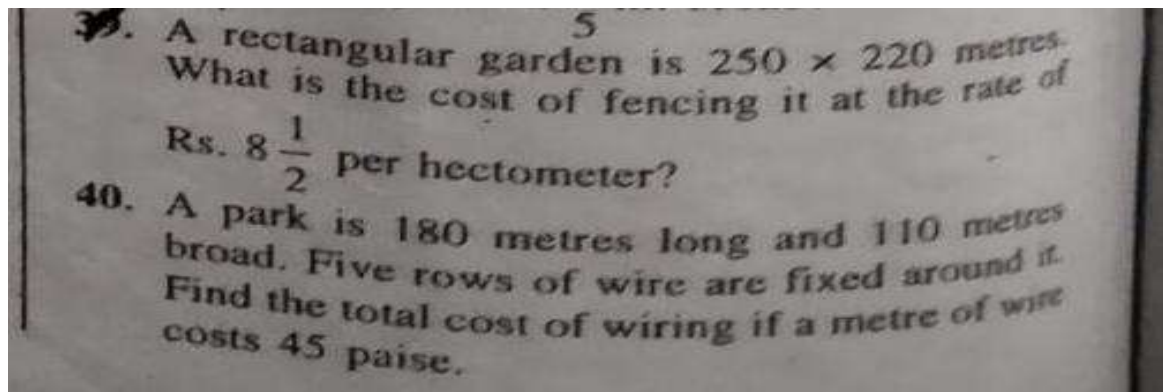 5
39. A rectangular garden is 250 × 220 metres.
What is the cost of fencing it at the rate of
Rs. 8 1/2 per hectometer?
40. A park is 180 metres long and 110 metres
broad. Five rows of wire are fixed around it.
Find the total cost of wiring if a metre of wire
costs 45 paise.